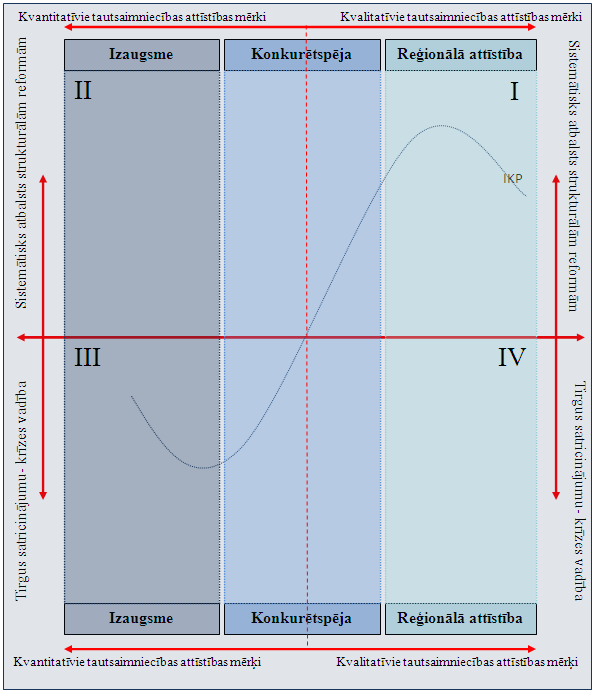 Kvantitatīvie tautsaimniecības attīstības mērki
Kvalitatīvie tautsaimniecības attīstības mērki
Izaugsme
Konkurētspēja
Reģionālā attīstība
Sistemātisks atbalsts strukturālām reformām
II
I
Sistemātisks atbalsts strukturālām reformām
IKP
III
IV
Tirgus satricinājumu- krīzes vadība
Tirgus satricinājumu- krīzes vadība
Izaugsme
Konkurētspēja
Reģionālā attīstība
Kvantitatīvie tautsaimniecības attīstības mērķi
Kvalitatīvie tautsaimniecības attīstības mērķi